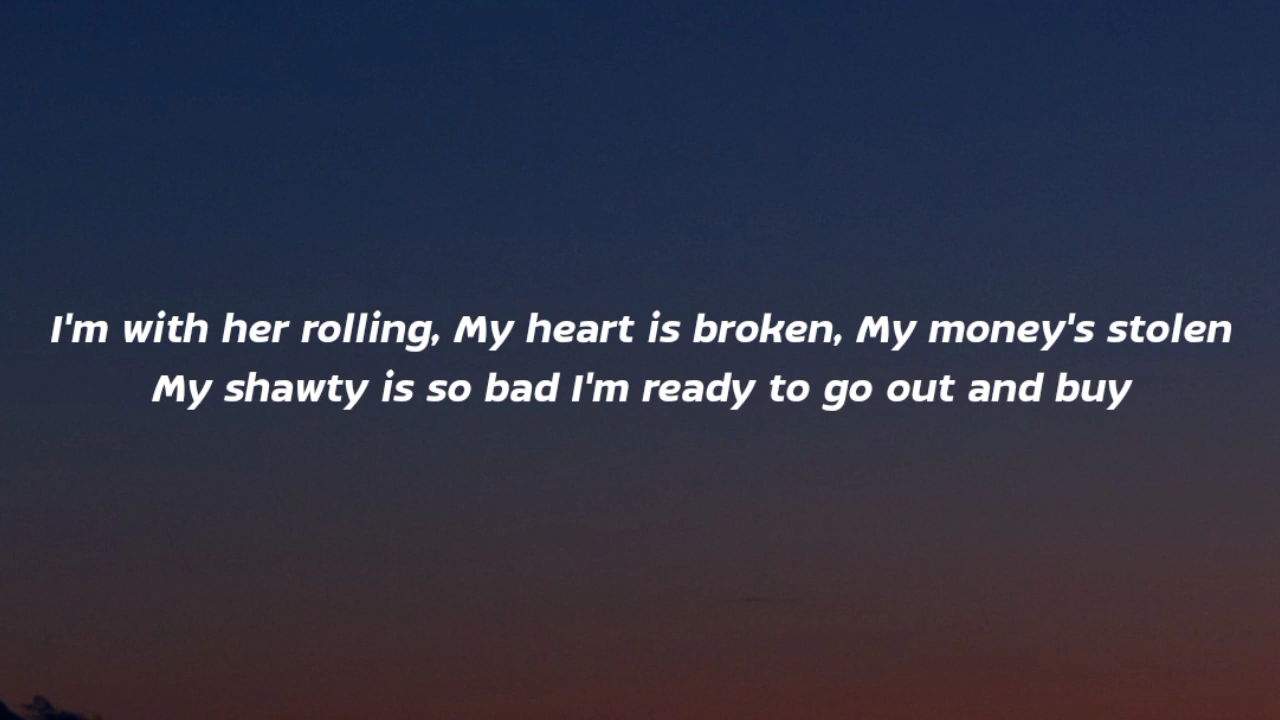 I'm with her rolling, My heart is broken, My money's stolen
My shawty is so bad I'm ready to go out and buy